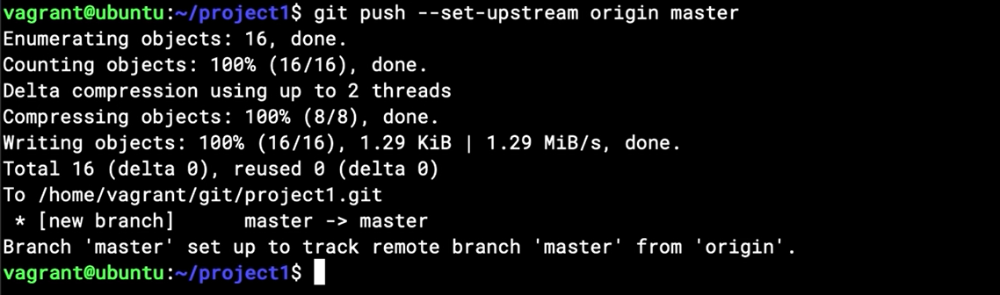 vagrant@ubuntu:~/project1$ git push --set-upstream origin master
Enumerating objects: 16, done.
Counting objects: 100% (16/16), done.
Delta compression using up to 2 threads
Compressing objects: 100% (8/8), done.
Writing objects: 100% (16/16), 1.29 KiB | 1.29 MiB/s, done.
Total 16 (delta 0), reused 0 (delta 0)
To /home/vagrant/git/project1.git
 * [new branch]      master -> master
Branch 'master' set up to track remote branch 'master' from 'origin'.
vagrant@ubuntu:~/project1$